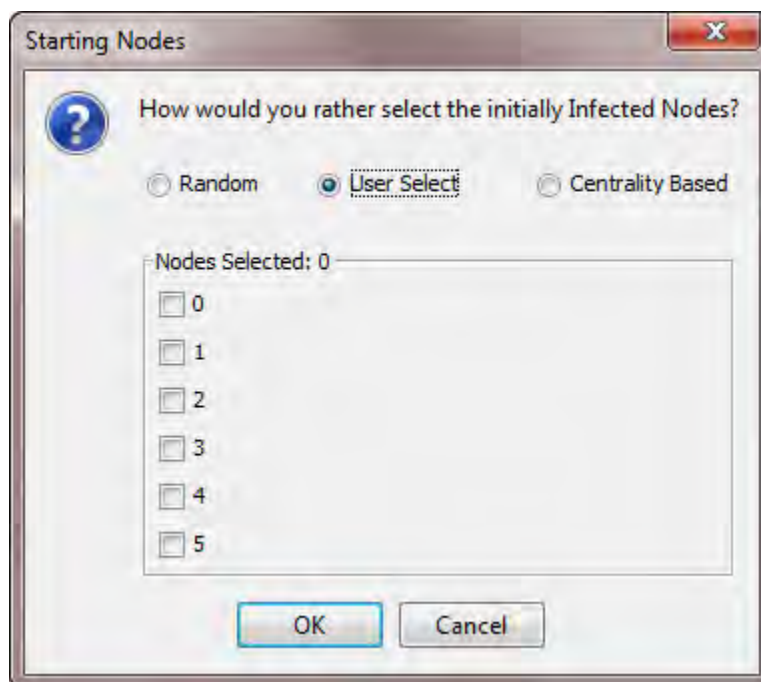 Starting Nodes
How would you rather select the initially Infected Nodes?
Random User Select Centrality Based
Nodes Selected: 0
0
1
2
3
4
5
OK Cancel